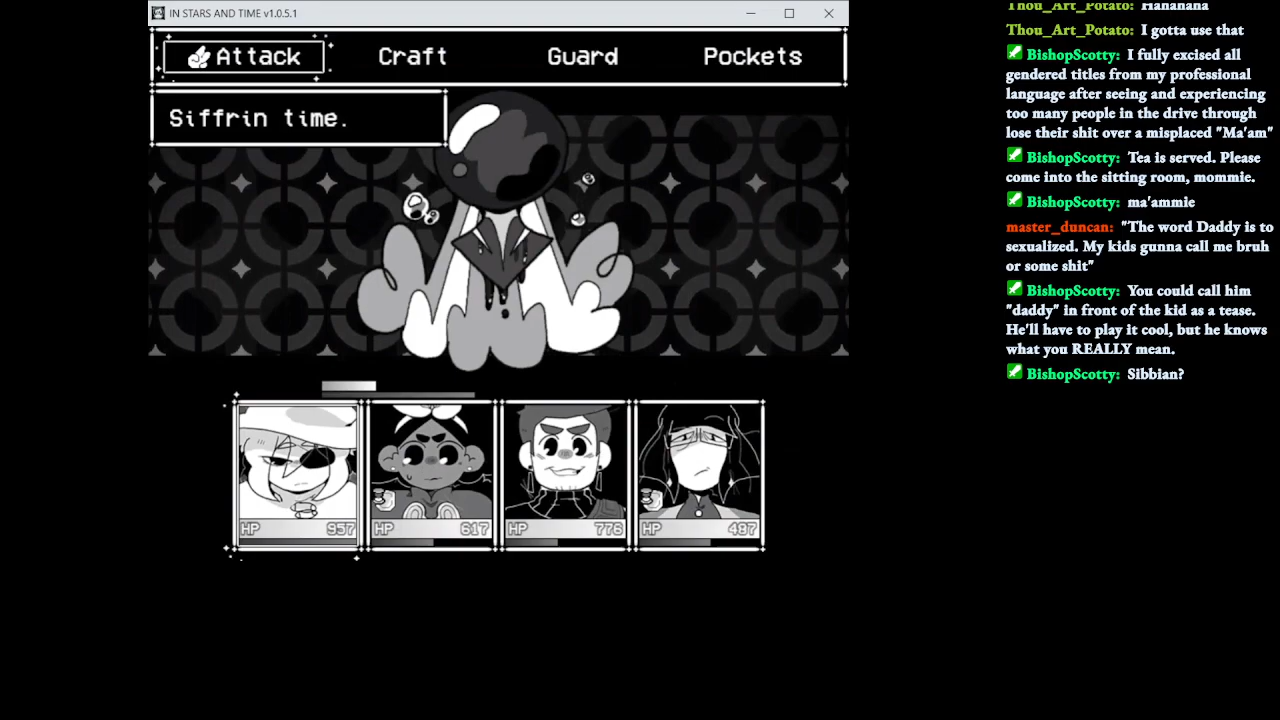 IN STARS AND TIME v1.0.5.1
Attack Craft Guard Pockets
Siffrin time.
HP 957 HP 617 HP 776 HP 497
Thou_Art_Potato: Hahahaha
Thou_Art_Potato: I gotta use that
BishopScotty: I fully excised all
gendered titles from my professional
language after seeing and experiencing
too many people in the drive through
lose their shit over a misplaced "Ma'am"
BishopScotty: Tea is served. Please
come into the sitting room, mommie.
BishopScotty: ma'ammie
master_duncan: "The word Daddy is to
sexualized. My kids gunna call me bruh
or some shit"
BishopScotty: You could call him
"daddy" in front of the kid as a tease.
He'll have to play it cool, but he knows
what you REALLY mean.
BishopScotty: Sibbian?